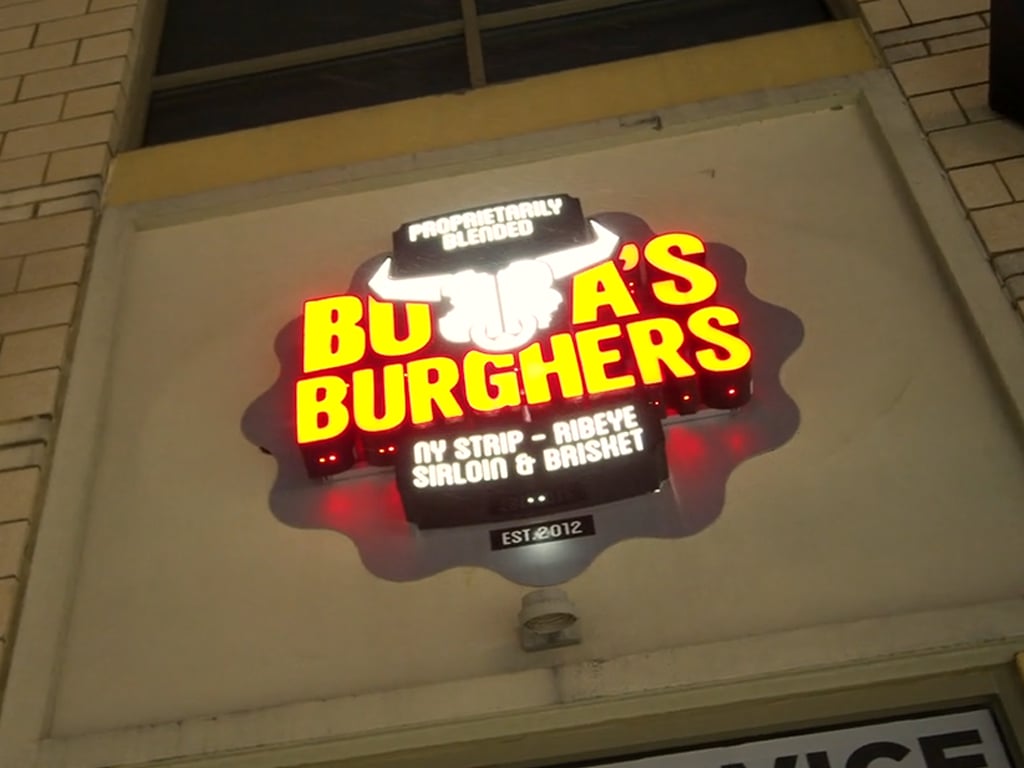 PROPRIETARILY
BLENDED
BU A'S
BURGHERS
NY STRIP - RIBEYE
SIRLOIN & BRISKET
EST. 2012